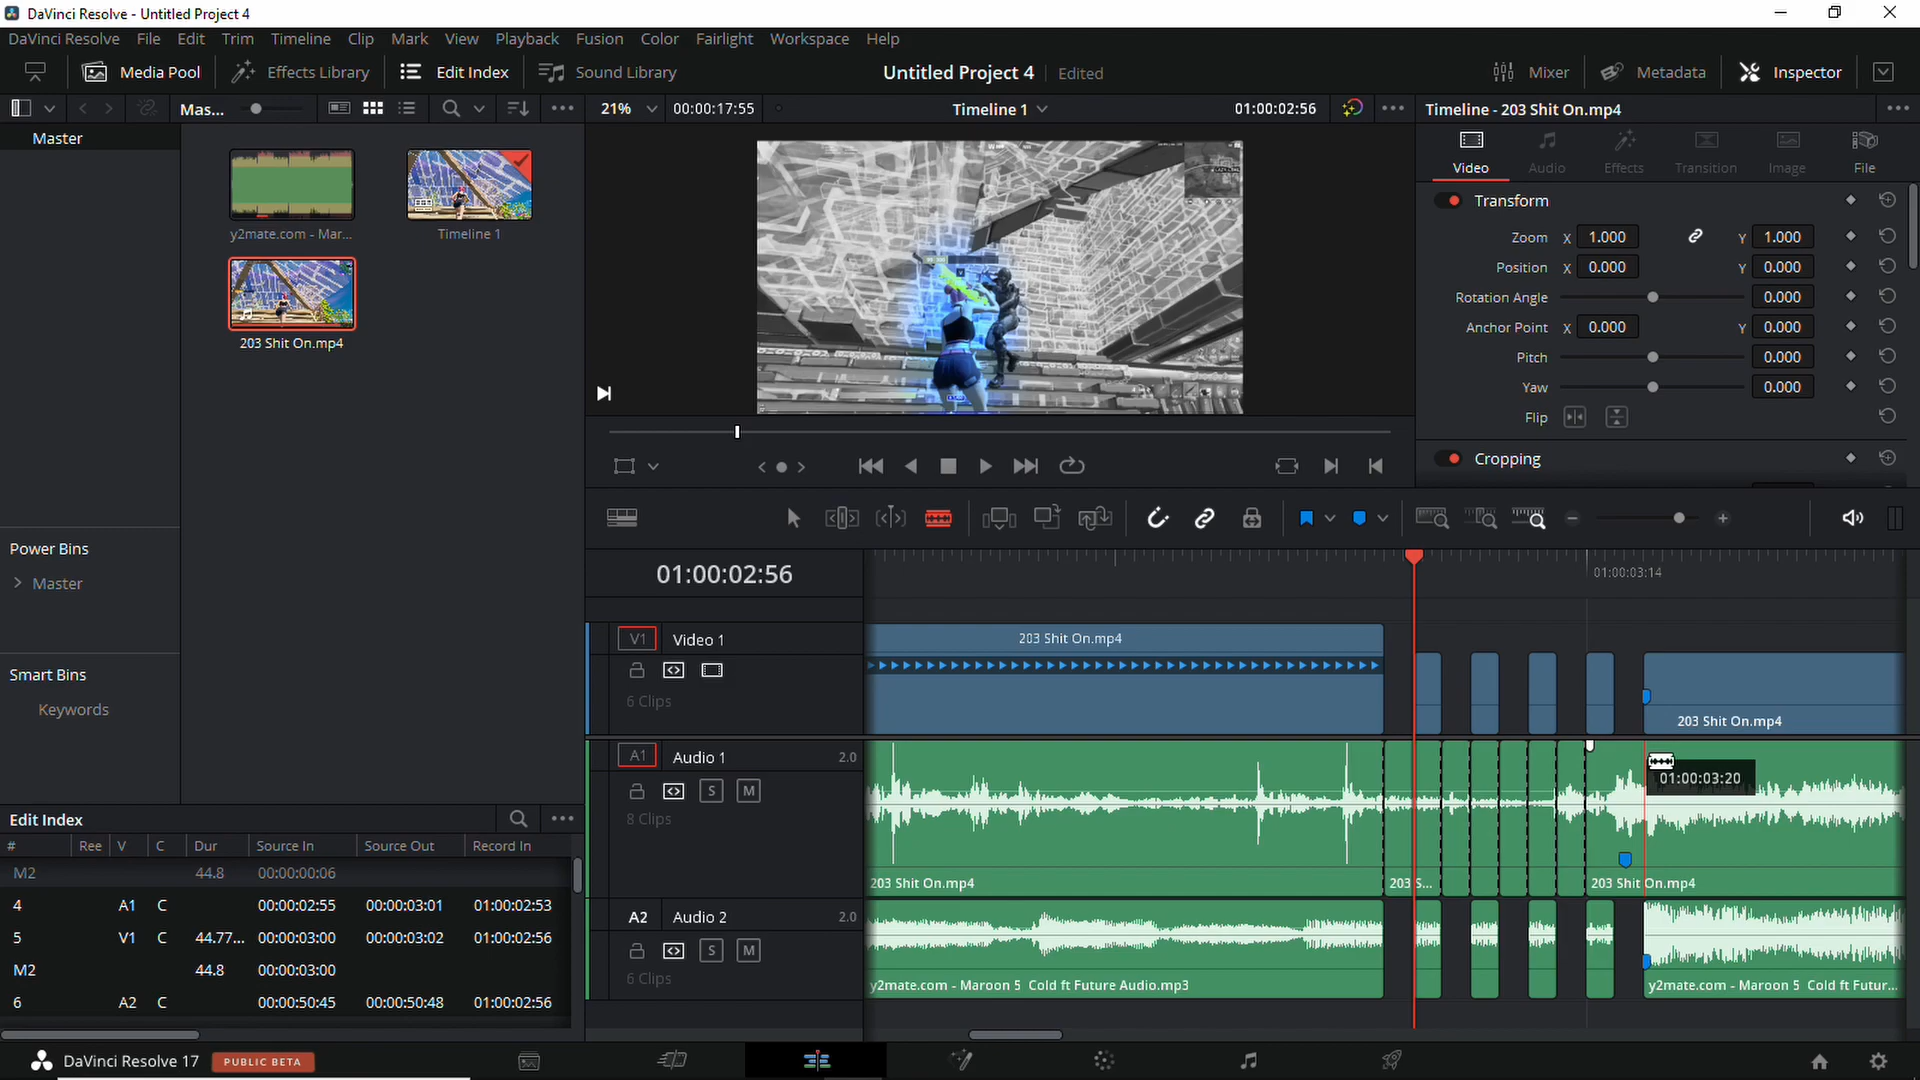 DaVinci Resolve - Untitled Project 4
DaVinci Resolve File Edit Trim Timeline Clip Mark View Playback Fusion Color Fairlight Workspace Help
Media Pool Effects Library Edit Index Sound Library
Untitled Project 4 Edited
Mixer Metadata Inspector
Mas...
21% 00:00:17:55 Timeline 1 01:00:02:56
Timeline - 203 Shit On.mp4
Master
y2mate.com - Mar...
Timeline 1
203 Shit On.mp4
Video Audio Effects Transition Image File
Transform
Zoom X 1.000 Y 1.000
Position X 0.000 Y 0.000
Rotation Angle 0.000
Anchor Point X 0.000 Y 0.000
Pitch 0.000
Yaw 0.000
Flip
Cropping
Power Bins
Master
Smart Bins
Keywords
01:00:02:56
01:00:03:14
V1 Video 1
6 Clips
203 Shit On.mp4
203 Shit On.mp4
A1 Audio 1 2.0
S M
8 Clips
01:00:03:20
203 Shit On.mp4
203 S...
203 Shit On.mp4
A2 Audio 2 2.0
S M
6 Clips
y2mate.com - Maroon 5 Cold ft Future Audio.mp3
y2mate.com - Maroon 5 Cold ft Futur...
Edit Index
# Ree V C Dur Source In Source Out Record In
M2 44.8 00:00:00:06
4 A1 C 00:00:02:55 00:00:03:01 01:00:02:53
5 V1 C 44.77... 00:00:03:00 00:00:03:02 01:00:02:56
M2 44.8 00:00:03:00
6 A2 C 00:00:50:45 00:00:50:48 01:00:02:56
DaVinci Resolve 17 PUBLIC BETA